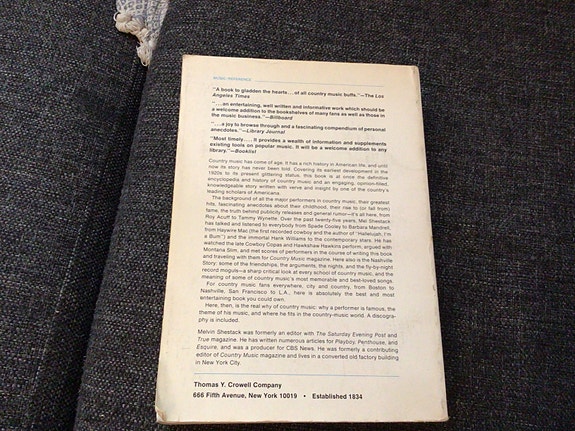 MUSIC/REFERENCE
"A book to gladden the hearts... of all country music buffs."—The Los
Angeles Times
"...an entertaining, well written and informative work which should be
a welcome addition to the bookshelves of many fans as well as those in
the music business."—Billboard
"...a joy to browse through and a fascinating compendium of personal
anecdotes."—Library Journal
"Most timely.... It provides a wealth of information and supplements
existing tools on popular music. It will be a welcome addition to any
library."—Booklist
Country music has come of age. It has a rich history in American life, and until
now its story has never been told. Covering its earliest development in the
1920s to its present glittering status, this book is at once the definitive
encyclopedia and history of country music and an engaging, opinion-filled,
knowledgeable story written with verve and insight by one of the country's
leading scholars of Americana.
The background of all the major performers in country music, their greatest
hits, fascinating anecdotes about their childhood, their rise to (or fall from)
fame, the truth behind publicity releases and general rumor—it's all here, from
Roy Acuff to Tammy Wynette. Over the past twenty-five years, Mel Shestack
has talked and listened to everybody from Spade Cooley to Barbara Mandrell,
from Haywire Mac (the first recorded cowboy and the author of "Hallelujah, I'm
a Bum") and the immortal Hank Williams to the contemporary stars. He has
watched the late Cowboy Copas and Hawkshaw Hawkins perform, argued with
Montana Slim, and met scores of performers in the course of writing this book
and traveling with them for Country Music magazine. Here also is the Nashville
Story: some of the friendships, the arguments, the nights, and the fly-by-night
record moguls—a sharp critical look at every school of country music, and the
meaning of some of country music's most memorable and best-loved songs.
For country music fans everywhere, city and country, from Boston to
Nashville, San Francisco to L.A., here is absolutely the best and most
entertaining book you could own.
Here, then, is the real why of country music: why a performer is famous, the
theme of his music, and where he fits in the country-music world. A discogra-
phy is included.
Melvin Shestack was formerly an editor with The Saturday Evening Post and
True magazine. He has written numerous articles for Playboy, Penthouse, and
Esquire, and was a producer for CBS News. He was formerly a contributing
editor of Country Music magazine and lives in a converted old factory building
in New York City.
Thomas Y. Crowell Company
666 Fifth Avenue, New York 10019 • Established 1834